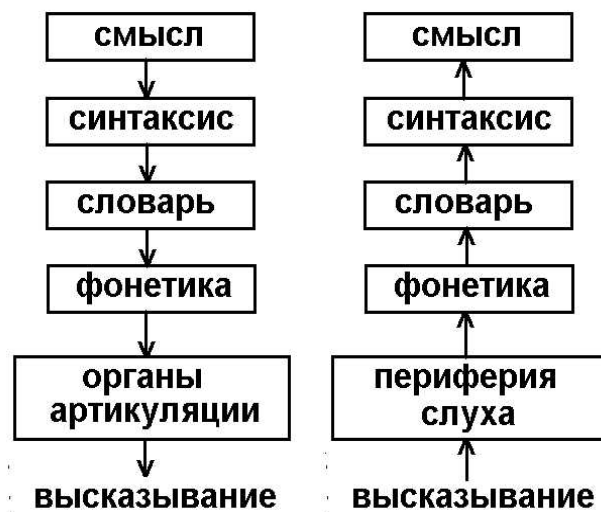 смысл
синтаксис
словарь
фонетика
органы
артикуляции
высказывание
смысл
синтаксис
словарь
фонетика
периферия
слуха
высказывание